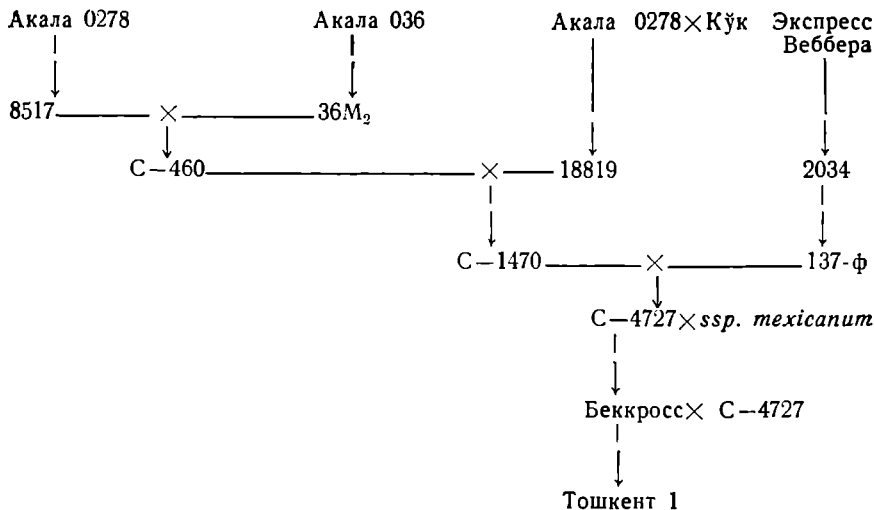 Акала 0278 Акала 036 Акала 0278×Кўк Экспресс
Веббера
8517 × 36М₂
С—460 × 18819 2034
С—1470 × 137-ф
С—4727× ssp. mexicanum
Беккросс× С—4727
Тошкент 1